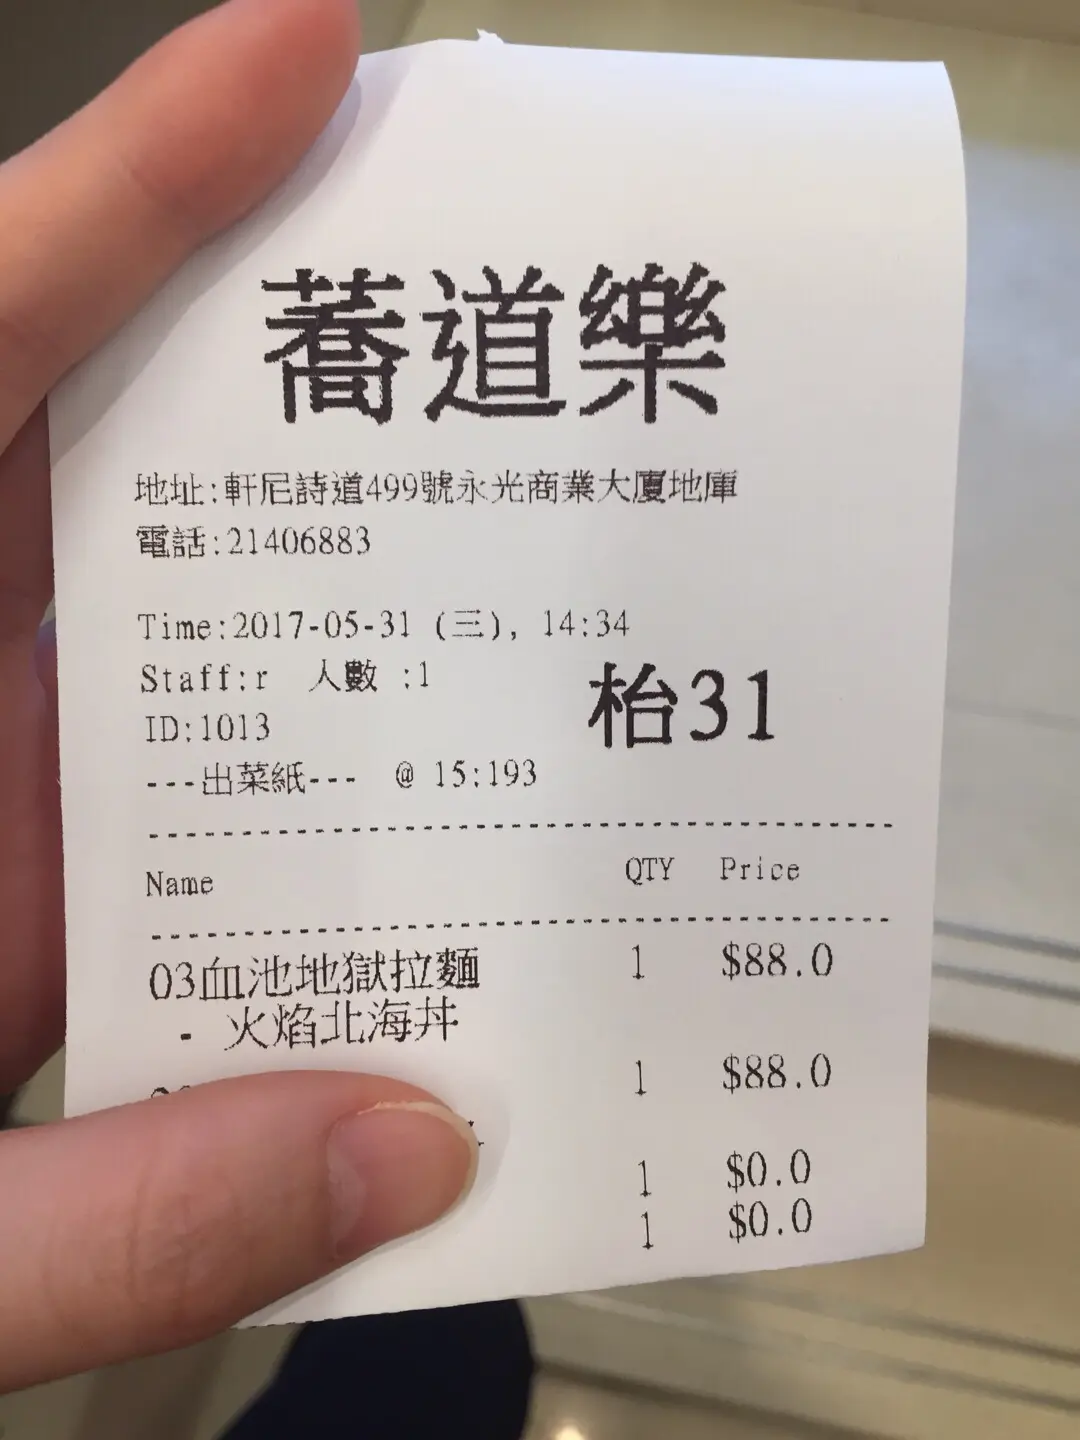 蕎道樂
地址:軒尼詩道499號永光商業大廈地庫
電話:21406883
Time:2017-05-31 (三), 14:34
Staff:r 人數 :1
枱31
ID:1013
---出菜紙--- @ 15:193
Name QTY Price
03血池地獄拉麵 1 $88.0
- 火焰北海丼
1 $88.0
1 $0.0
1 $0.0